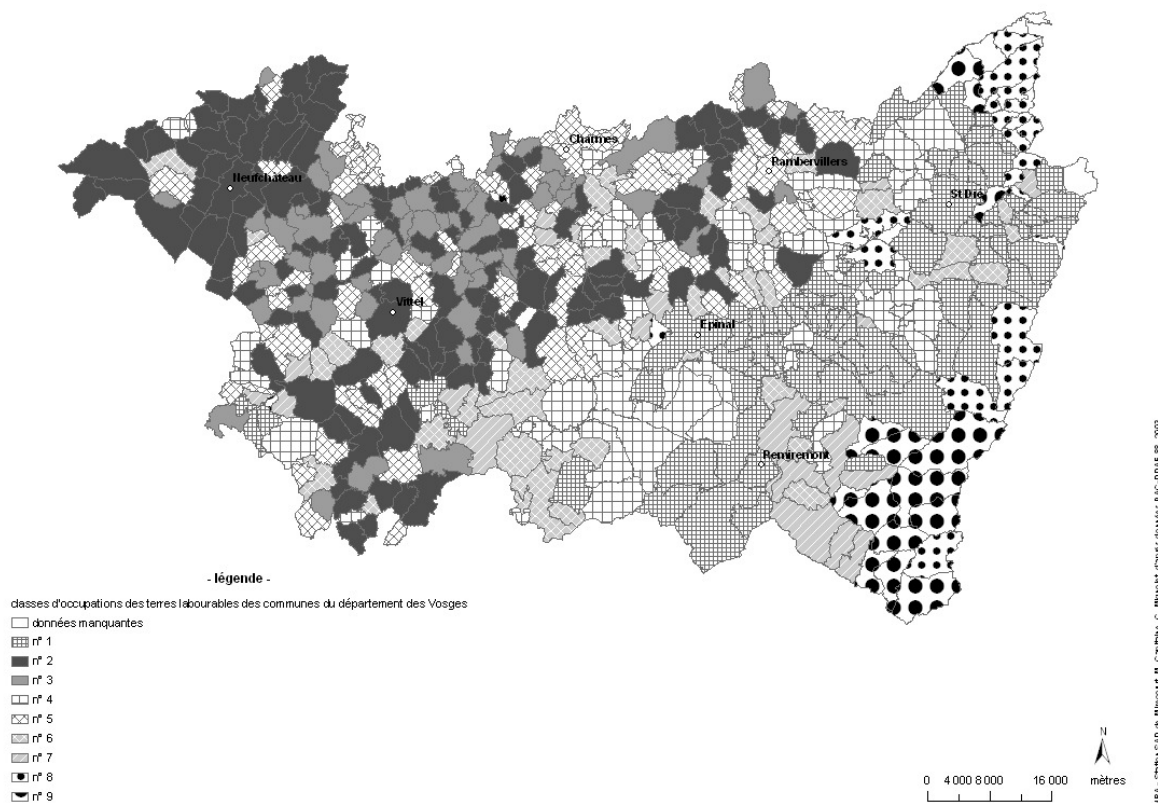 Charmes
Rambervillers
Neufchâteau
St Dié
Vittel
Epinal
Remiremont
- légende -
classes d'occupations des terres labourables des communes du département des Vosges
données manquantes
n° 1
n° 2
n° 3
n° 4
n° 5
n° 6
n° 7
n° 8
n° 9
N
0 4 000 8 000 16 000 mètres